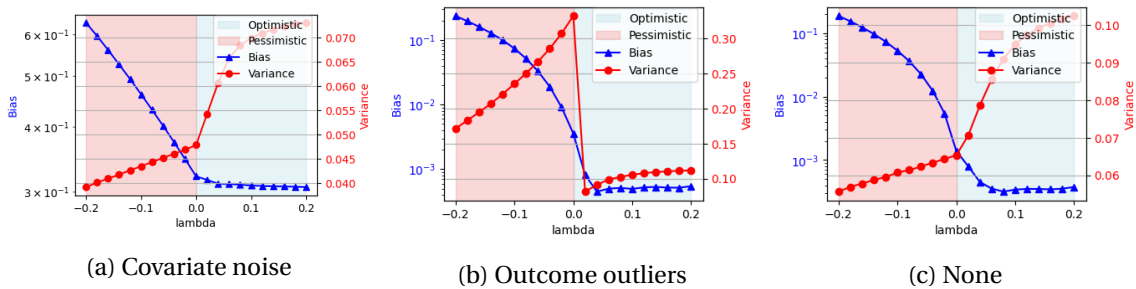 6 × 10⁻¹
5 × 10⁻¹
4 × 10⁻¹
3 × 10⁻¹
Bias
Optimistic
Pessimistic
Bias
Variance
0.070
0.065
0.060
0.055
0.050
0.045
0.040
Variance
−0.2
−0.1
0.0
0.1
0.2
lambda
(a) Covariate noise
10⁻¹
10⁻²
10⁻³
Bias
Optimistic
Pessimistic
Bias
Variance
0.30
0.25
0.20
0.15
0.10
Variance
−0.2
−0.1
0.0
0.1
0.2
lambda
(b) Outcome outliers
10⁻¹
10⁻²
10⁻³
Bias
Optimistic
Pessimistic
Bias
Variance
0.10
0.09
0.08
0.07
0.06
Variance
−0.2
−0.1
0.0
0.1
0.2
lambda
(c) None